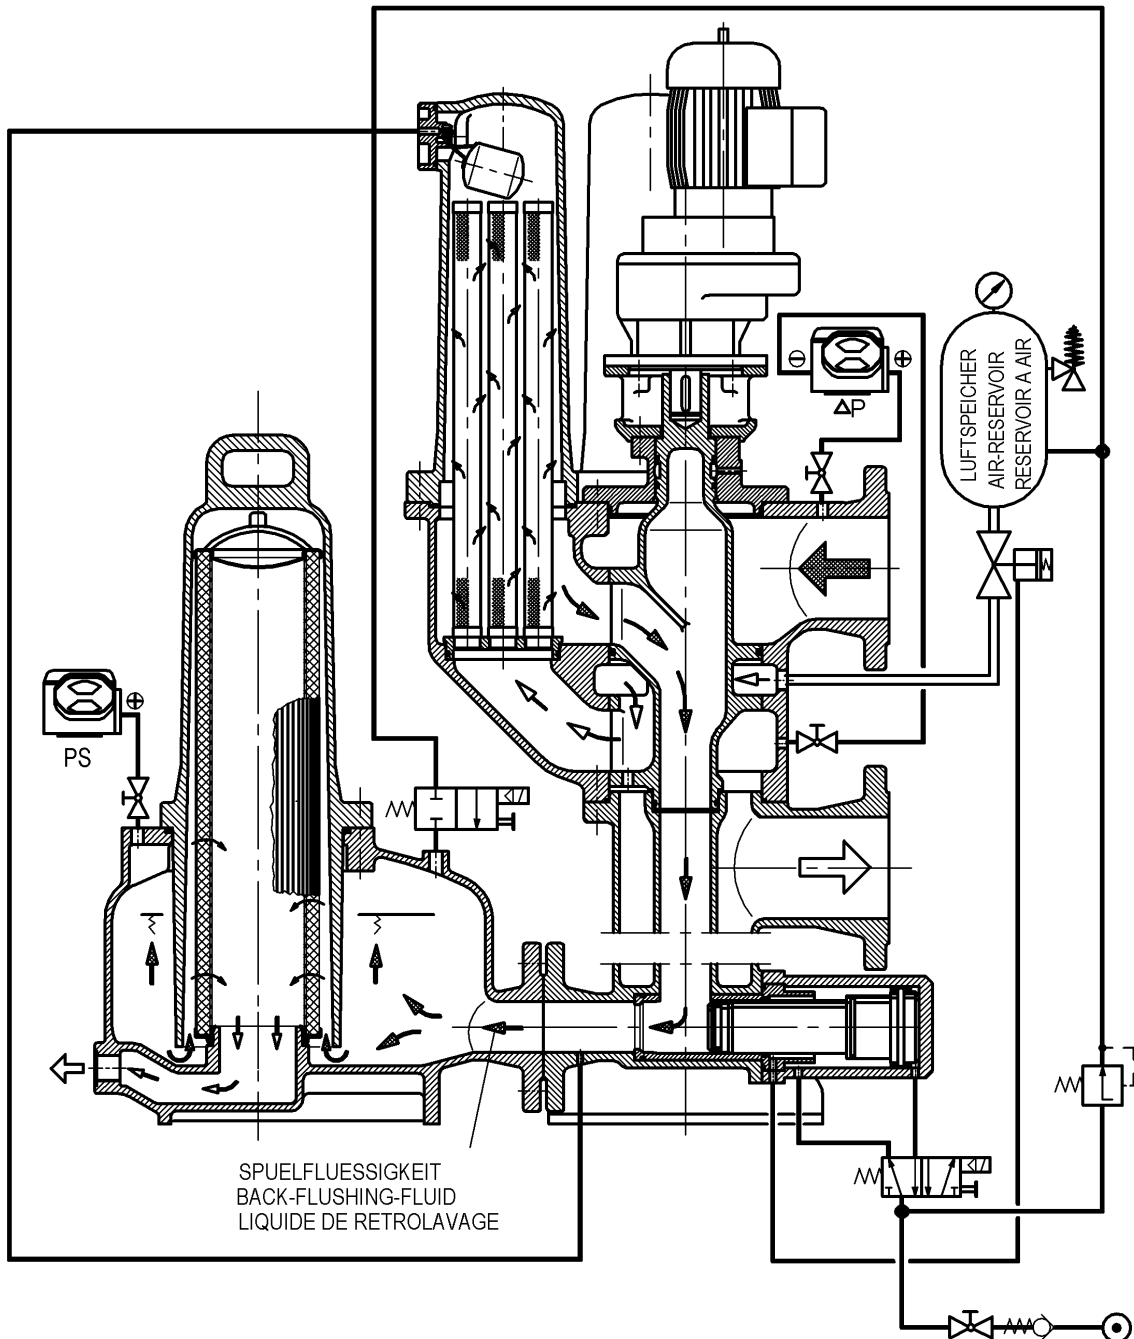 LUFTSPEICHER
AIR-RESERVOIR
RESERVOIR A AIR
⊖
⊕
ΔP
⊕
PS
SPUELFLUESSIGKEIT
BACK-FLUSHING-FLUID
LIQUIDE DE RETROLAVAGE